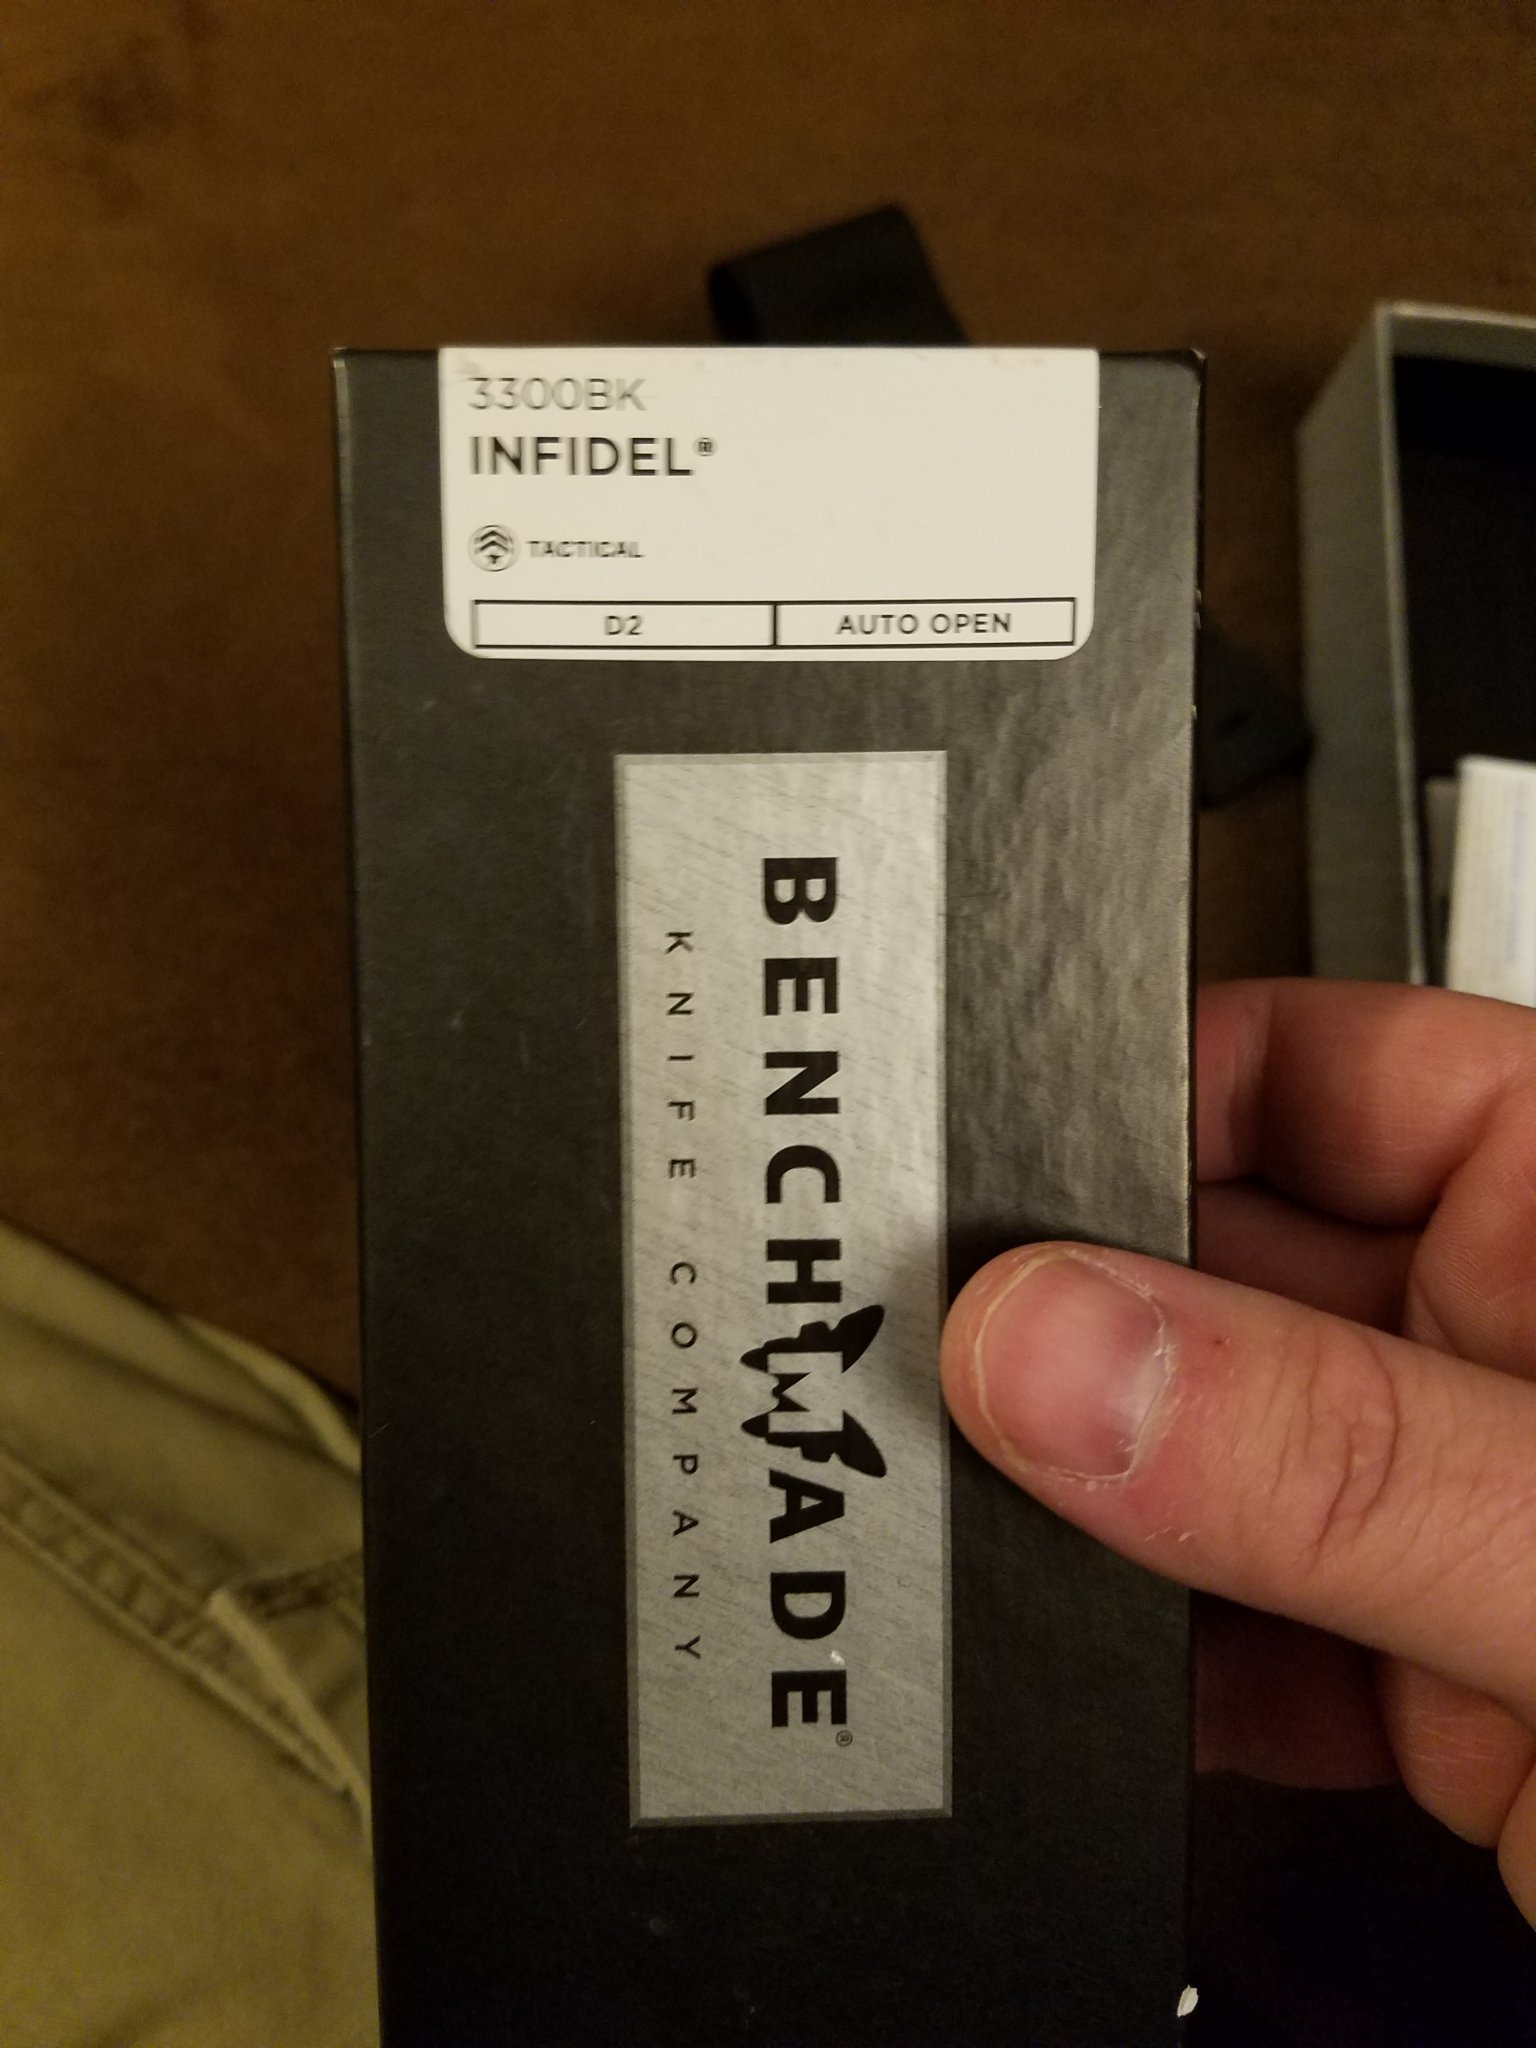 3300BK
INFIDEL®
TACTICAL
D2
AUTO OPEN
BENCHMADE®
KNIFE COMPANY